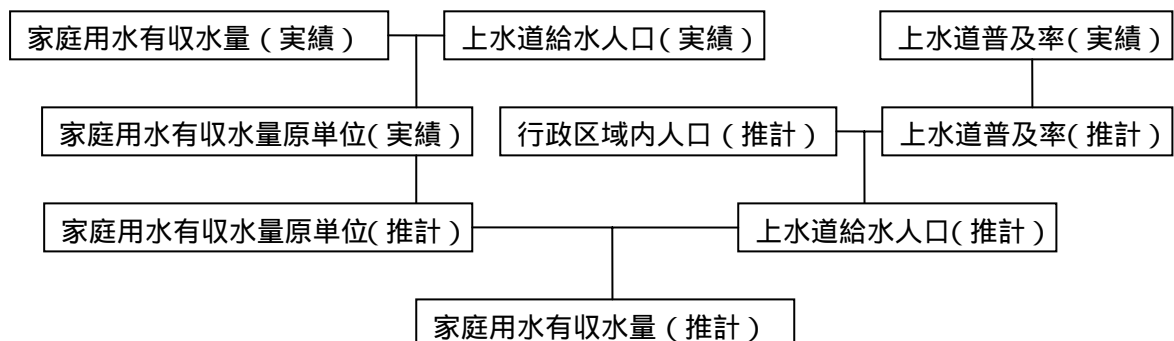 家庭用水有収水量（実績） 上水道給水人口(実績） 上水道普及率(実績）
家庭用水有収水量原単位(実績） 行政区域内人口（推計） 上水道普及率(推計）
家庭用水有収水量原単位(推計） 上水道給水人口(推計）
家庭用水有収水量（推計）